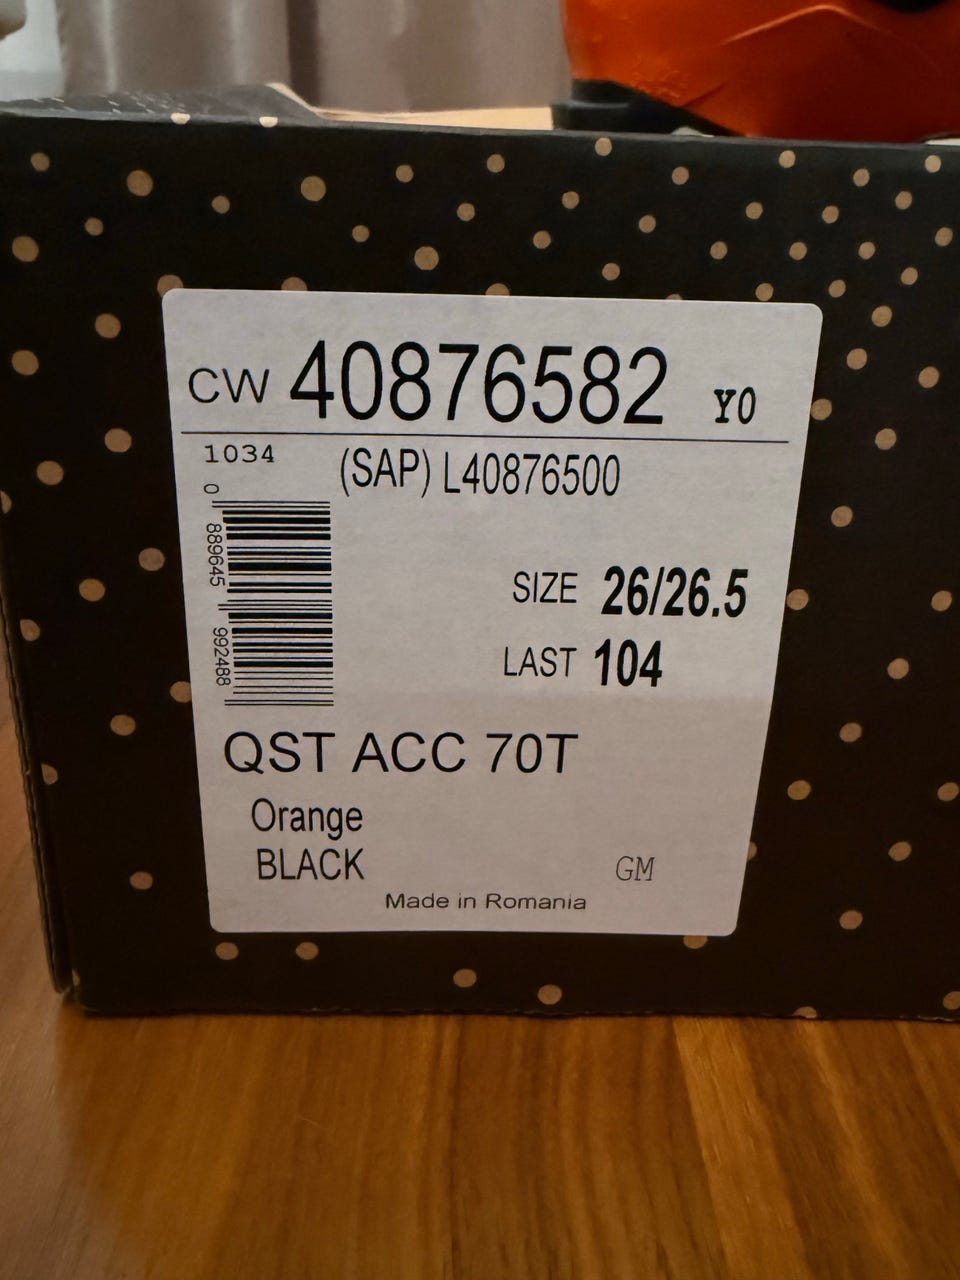 CW 40876582 Y0
1034 (SAP) L40876500
0 889645 992488
SIZE 26/26.5
LAST 104
QST ACC 70T
Orange
BLACK GM
Made in Romania